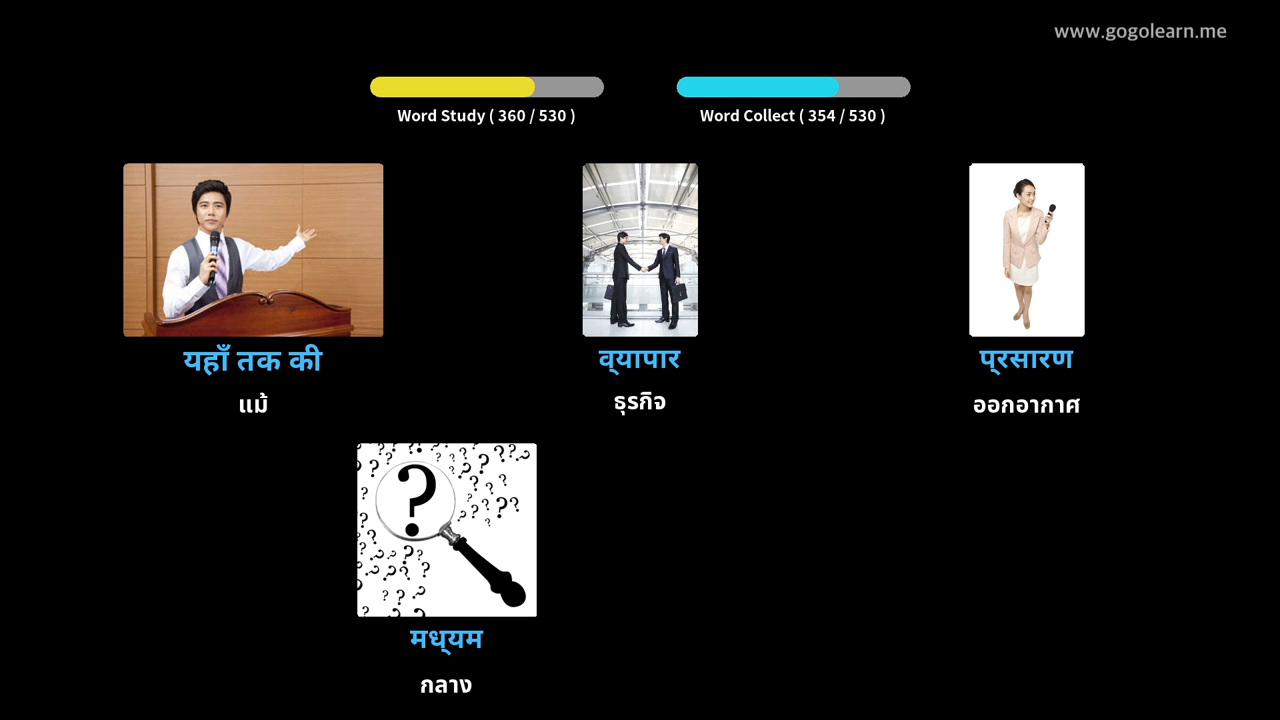 www.gogolearn.me
Word Study ( 360 / 530 )
Word Collect ( 354 / 530 )
यहाँ तक की
แม้
व्यापार
ธุรกิจ
प्रसारण
ออกอากาศ
मध्यम
กลาง